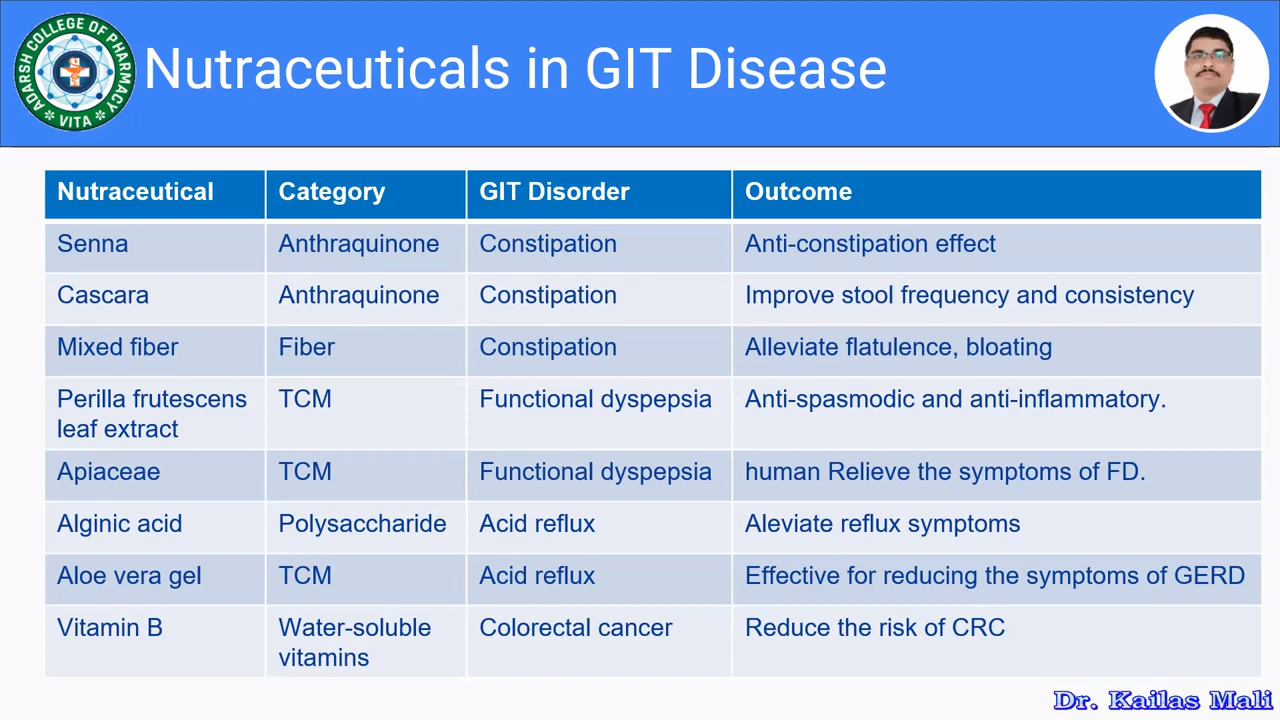 ADARSH COLLEGE OF PHARMACY
VITA
Nutraceuticals in GIT Disease
Nutraceutical Category GIT Disorder Outcome
Senna Anthraquinone Constipation Anti-constipation effect
Cascara Anthraquinone Constipation Improve stool frequency and consistency
Mixed fiber Fiber Constipation Alleviate flatulence, bloating
Perilla frutescens TCM Functional dyspepsia Anti-spasmodic and anti-inflammatory.
leaf extract
Apiaceae TCM Functional dyspepsia human Relieve the symptoms of FD.
Alginic acid Polysaccharide Acid reflux Aleviate reflux symptoms
Aloe vera gel TCM Acid reflux Effective for reducing the symptoms of GERD
Vitamin B Water-soluble Colorectal cancer Reduce the risk of CRC
vitamins
Dr. Kailas Mali